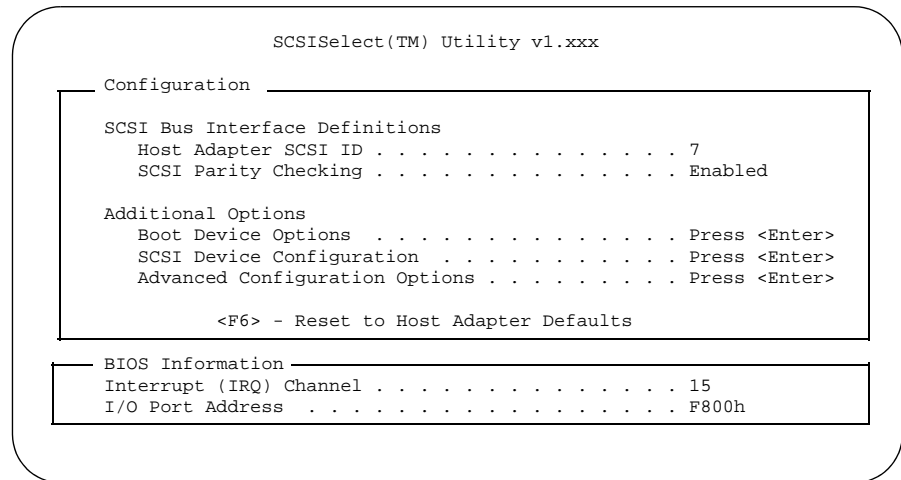 SCSISelect(TM) Utility v1.xxx
Configuration
SCSI Bus Interface Definitions
Host Adapter SCSI ID . . . . . . . . . . . . . . 7
SCSI Parity Checking . . . . . . . . . . . . . . Enabled
Additional Options
Boot Device Options . . . . . . . . . . . . . . Press <Enter>
SCSI Device Configuration . . . . . . . . . . . Press <Enter>
Advanced Configuration Options . . . . . . . . . Press <Enter>
<F6> - Reset to Host Adapter Defaults
BIOS Information
Interrupt (IRQ) Channel . . . . . . . . . . . . . . . 15
I/O Port Address . . . . . . . . . . . . . . . . . F800h